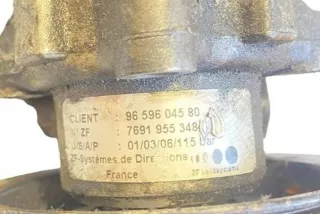 CLIENT : 96 596 045 80
N° ZF : 7691 955 348
J/S/A/P : 01/03/06/115 bar
ZF-Systèmes de Directions
France